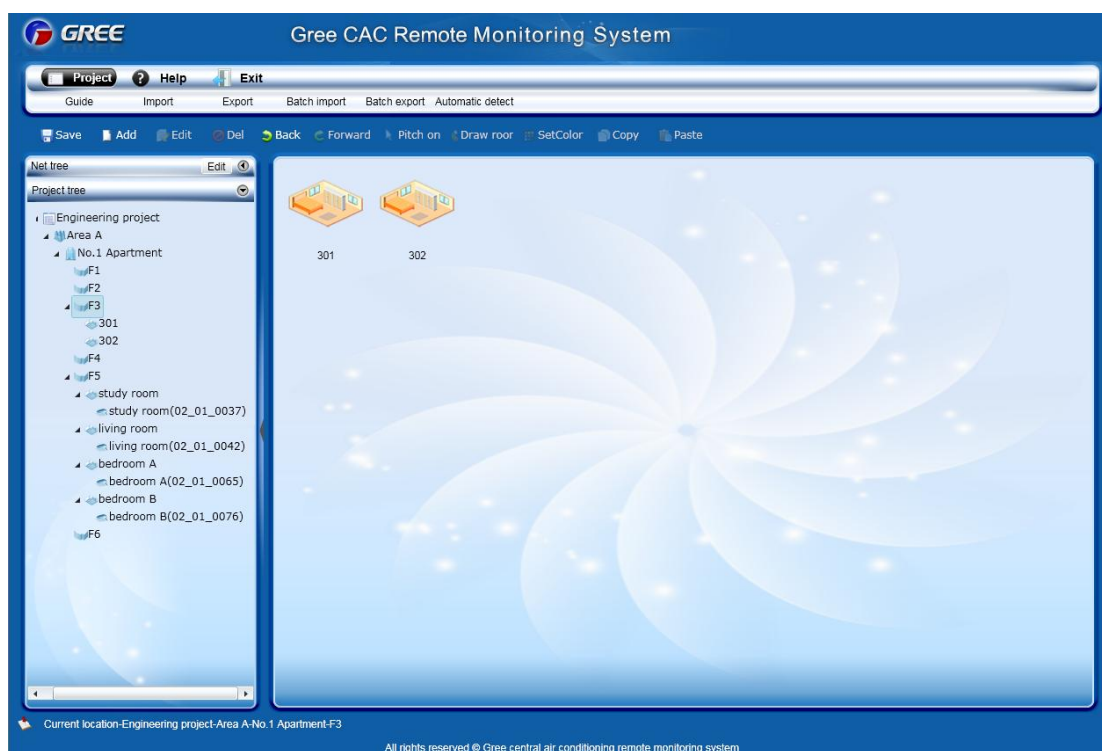 GREE Gree CAC Remote Monitoring System
Project Help Exit
Guide Import Export Batch import Batch export Automatic detect
Save Add Edit Del Back Forward Pitch on Draw roor SetColor Copy Paste
Net tree Edit
Project tree
Engineering project
Area A
No.1 Apartment
F1
F2
F3
301
302
F4
F5
study room
study room(02_01_0037)
living room
living room(02_01_0042)
bedroom A
bedroom A(02_01_0065)
bedroom B
bedroom B(02_01_0076)
F6
301 302
Current location-Engineering project-Area A-No.1 Apartment-F3
All rights reserved © Gree central air conditioning remote monitoring system